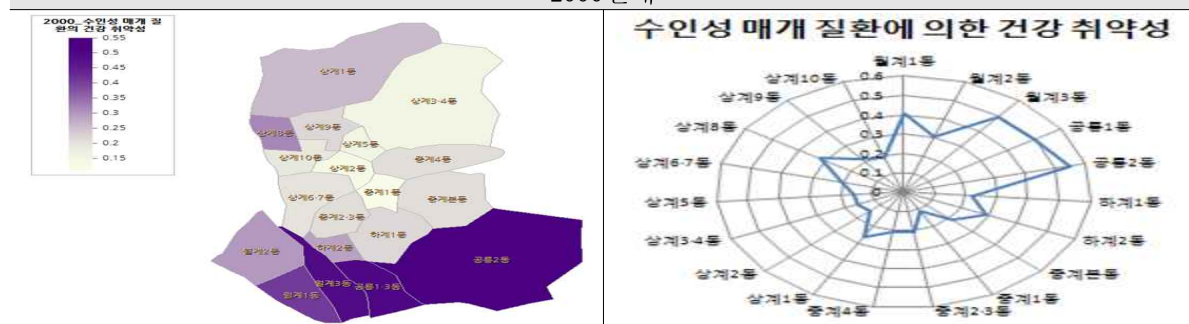 2000_수인성 매개 질
환의 건강 취약성
0.55
0.5
0.45
0.4
0.35
0.3
0.25
0.2
0.15
상계1동
상계3·4동
상계8동
상계9동
상계5동
상계10동
상계2동
중계4동
상계6·7동
중계1동
중계본동
중계2·3동
하계1동
하계2동
월계2동
월계3동
월계1동
공릉1·3동
공릉2동
수인성 매개 질환에 의한 건강 취약성
월계1동
월계2동
월계3동
공릉1동
공릉2동
하계1동
하계2동
중계본동
중계1동
중계2·3동
중계4동
상계1동
상계2동
상계3·4동
상계5동
상계6·7동
상계8동
상계9동
상계10동
0.6
0.5
0.4
0.3
0.2
0.1
0